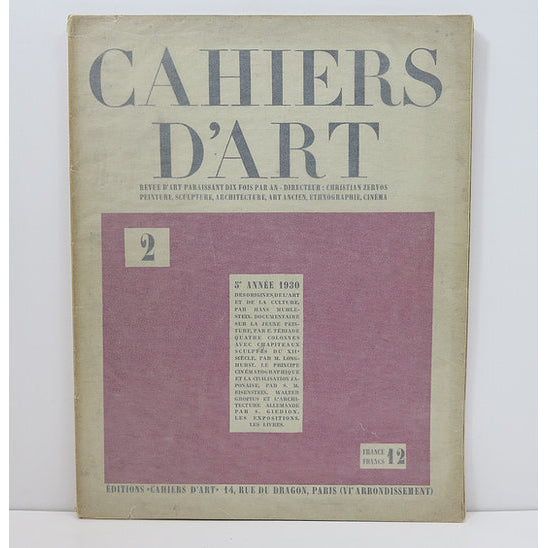 CAHIERS
D'ART
REVUE D'ART PARAISSANT DIX FOIS PAR AN - DIRECTEUR : CHRISTIAN ZERVOS
PEINTURE, SCULPTURE, ARCHITECTURE, ART ANCIEN, ETHNOGRAPHIE, CINÉMA
2
5e ANNÉE 1930
DES ORIGINES DE L'ART
ET DE LA CULTURE,
PAR HANS MUHLE-
STEIN. DOCUMENTAIRE
SUR LA JEUNE PEIN-
TURE, PAR E. TÉRIADE
QUATRE COLONNES
AVEC CHAPITEAUX
SCULPTÉS DU XIIe
SIÈCLE, PAR M. LONG-
HURST. LE PRINCIPE
CINÉMATOGRAPHIQUE
ET LA CIVILISATION JA-
PONAISE, PAR S. M.
EISENSTEIN. WALTER
GROPIUS ET L'ARCHI-
TECTURE ALLEMANDE
PAR S. GIEDION.
LES EXPOSITIONS.
LES LIVRES.
FRANCE
FRANCS 12
ÉDITIONS "CAHIERS D'ART" 14, RUE DU DRAGON, PARIS (VIe ARRONDISSEMENT)